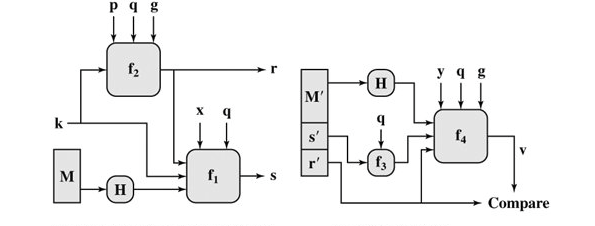 p q g
f₂
r
k
x q
M
H
f₁
s
M′
s′
r′
H
q
f₃
y q g
f₄
v
Compare